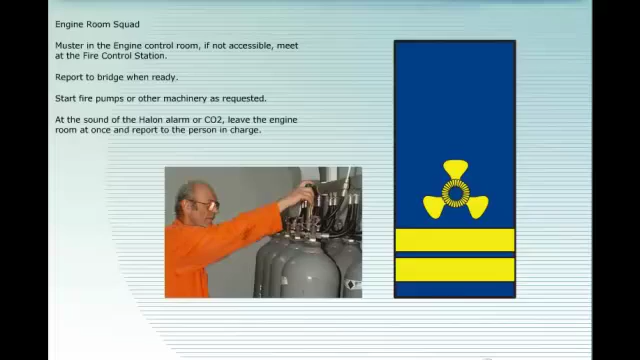 Engine Room Squad
Muster in the Engine control room, if not accessible, meet
at the Fire Control Station.
Report to bridge when ready.
Start fire pumps or other machinery as requested.
At the sound of the Halon alarm or CO2, leave the engine
room at once and report to the person in charge.